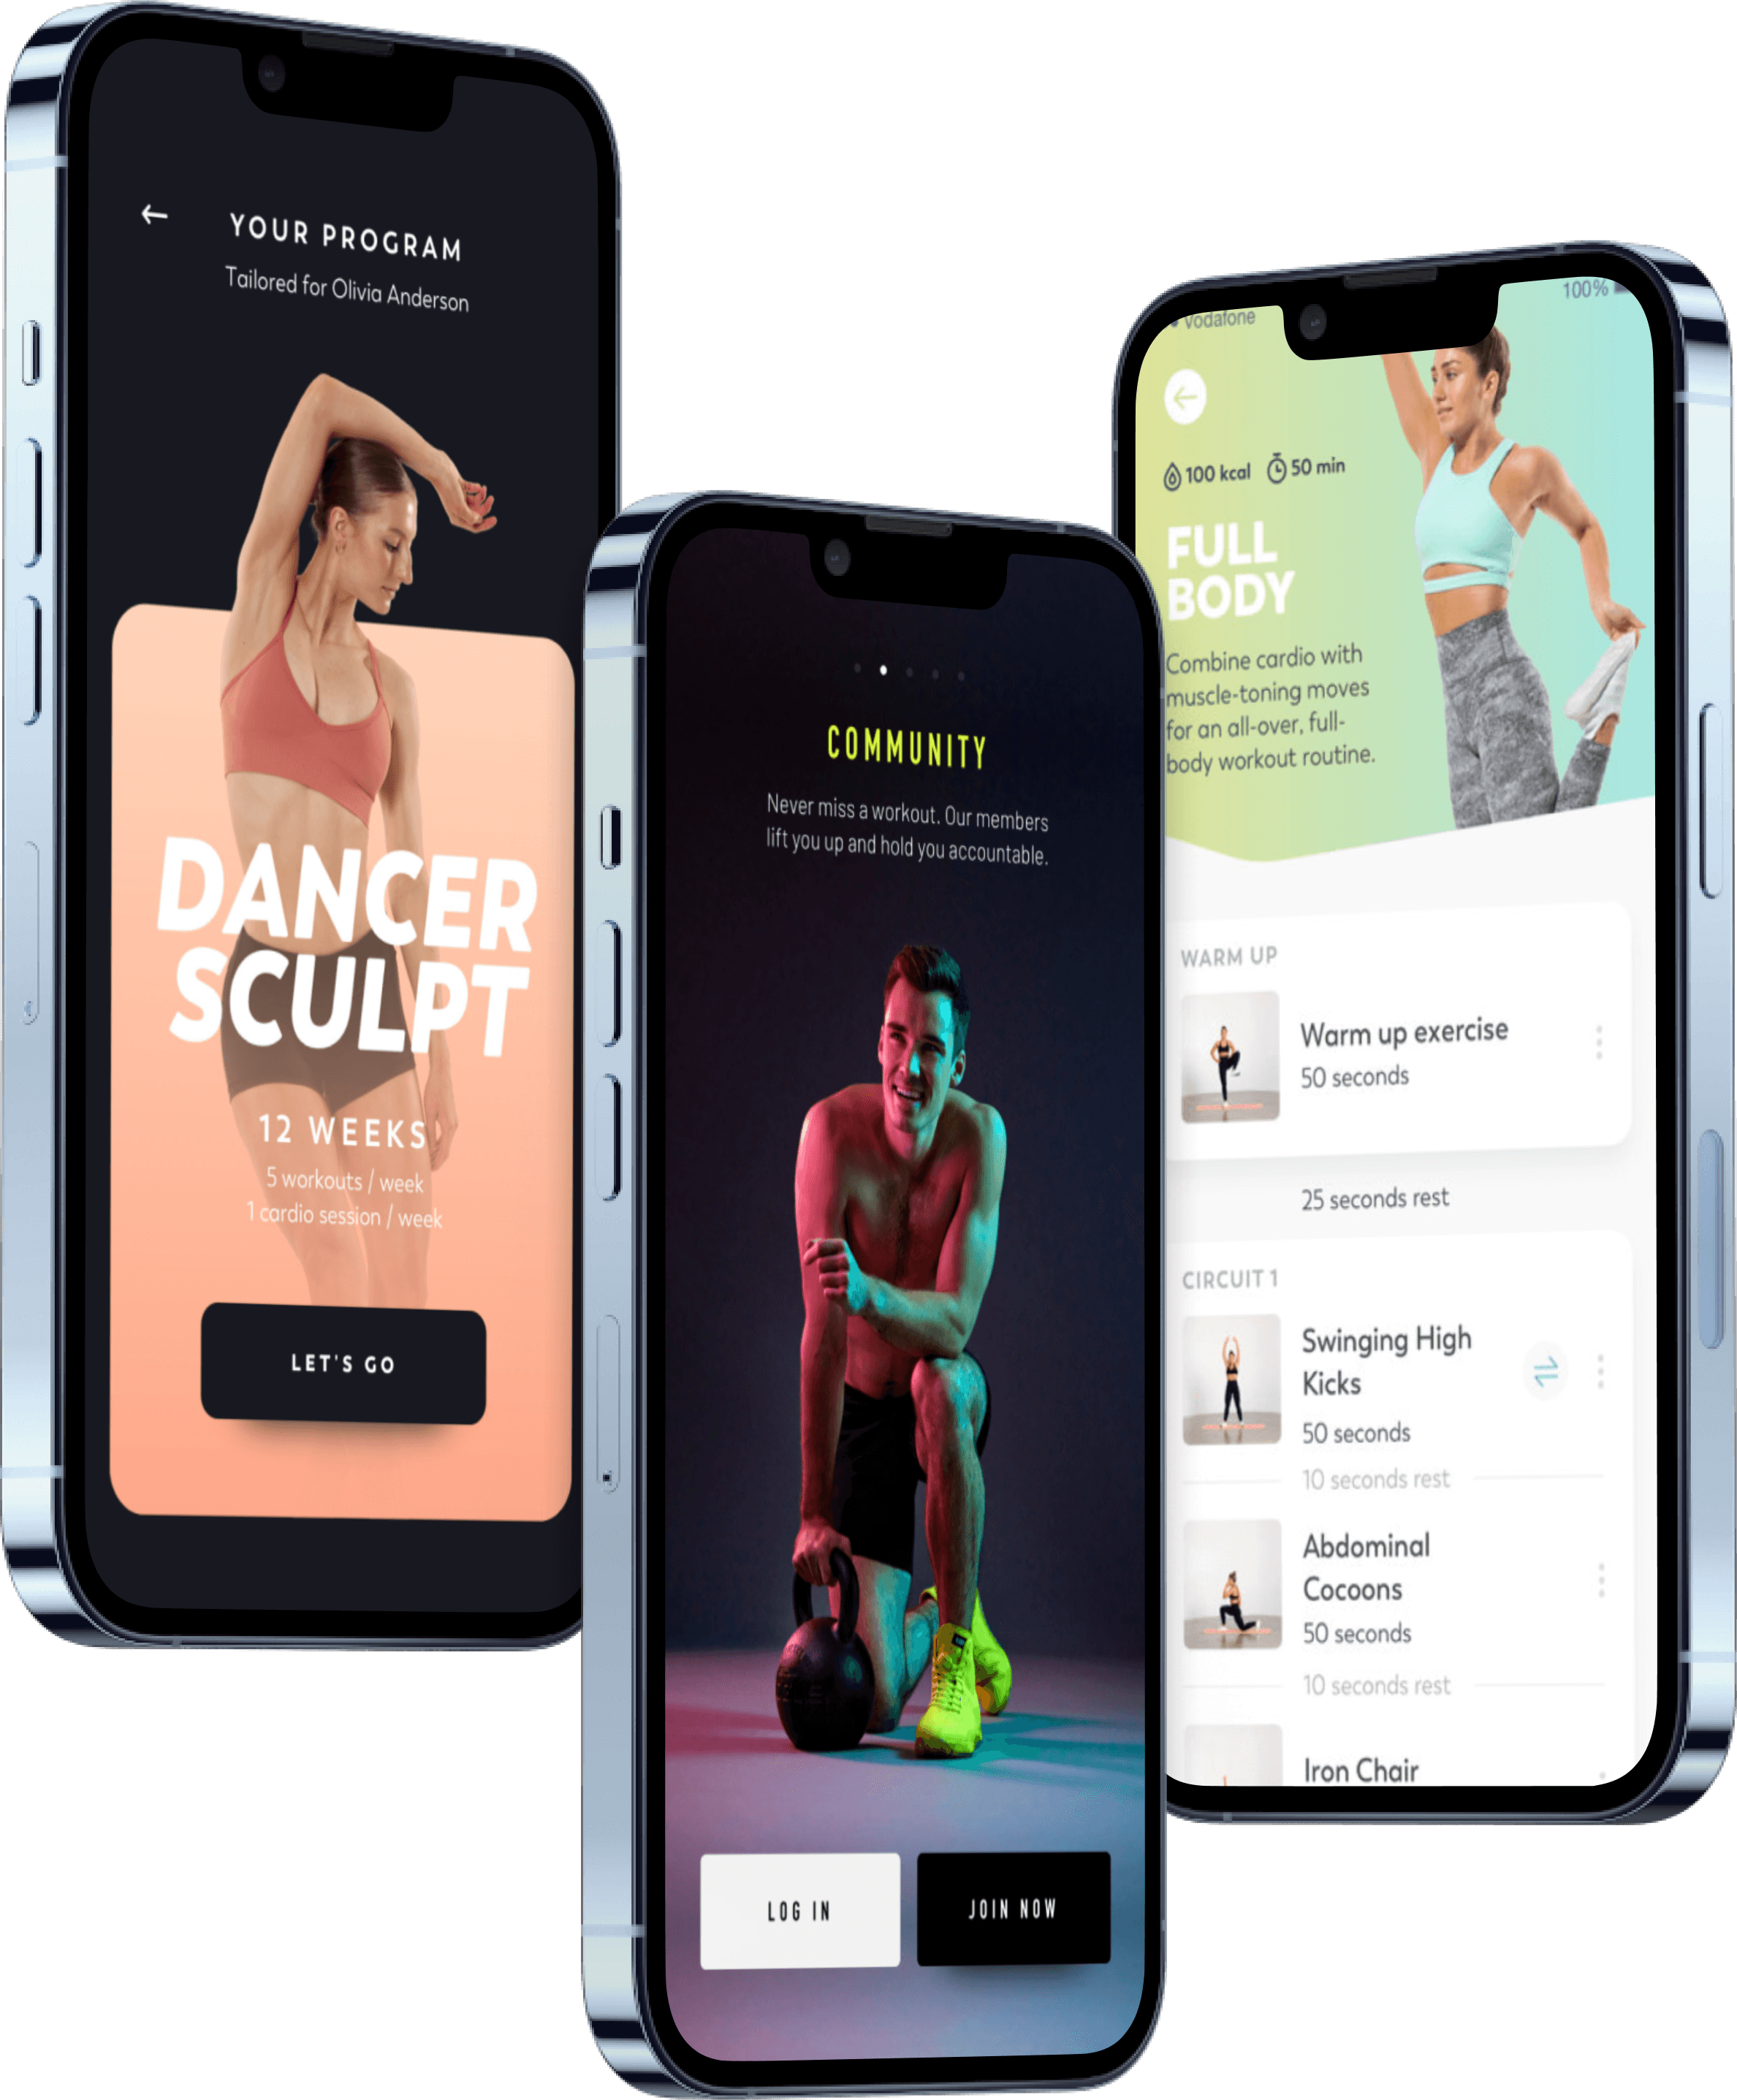 YOUR PROGRAM
Tailored for Olivia Anderson
DANCER
SCULPT
12 WEEKS
5 workouts / week
1 cardio session / week
LET'S GO
COMMUNITY
Never miss a workout. Our members
lift you up and hold you accountable.
LOG IN
JOIN NOW
vodafone
100%
100 kcal
50 min
FULL
BODY
Combine cardio with
muscle-toning moves
for an all-over, full-
body workout routine.
WARM UP
Warm up exercise
50 seconds
25 seconds rest
CIRCUIT 1
Swinging High
Kicks
50 seconds
10 seconds rest
Abdominal
Cocoons
50 seconds
10 seconds rest
Iron Chair